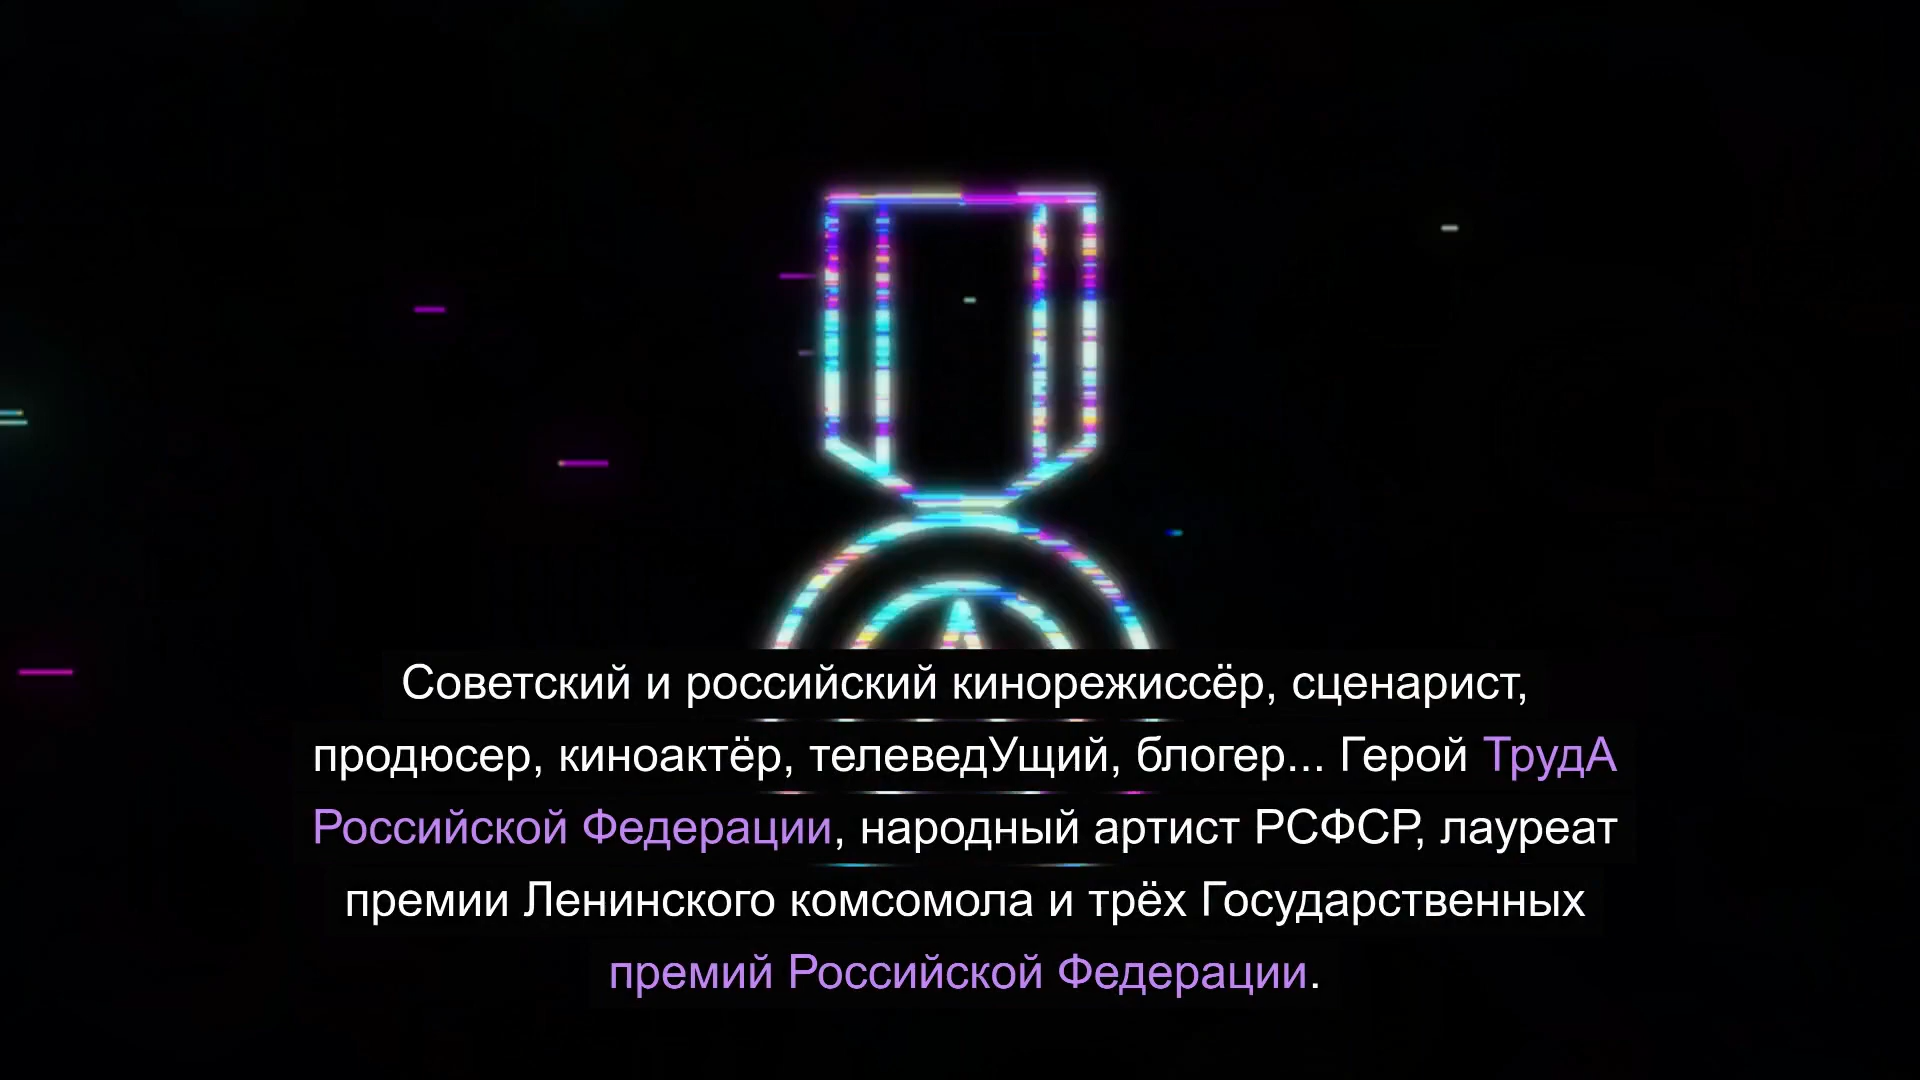 Советский и российский кинорежиссёр, сценарист,
продюсер, киноактёр, телеведУщий, блогер... Герой ТрудА
Российской Федерации, народный артист РСФСР, лауреат
премии Ленинского комсомола и трёх Государственных
премий Российской Федерации.